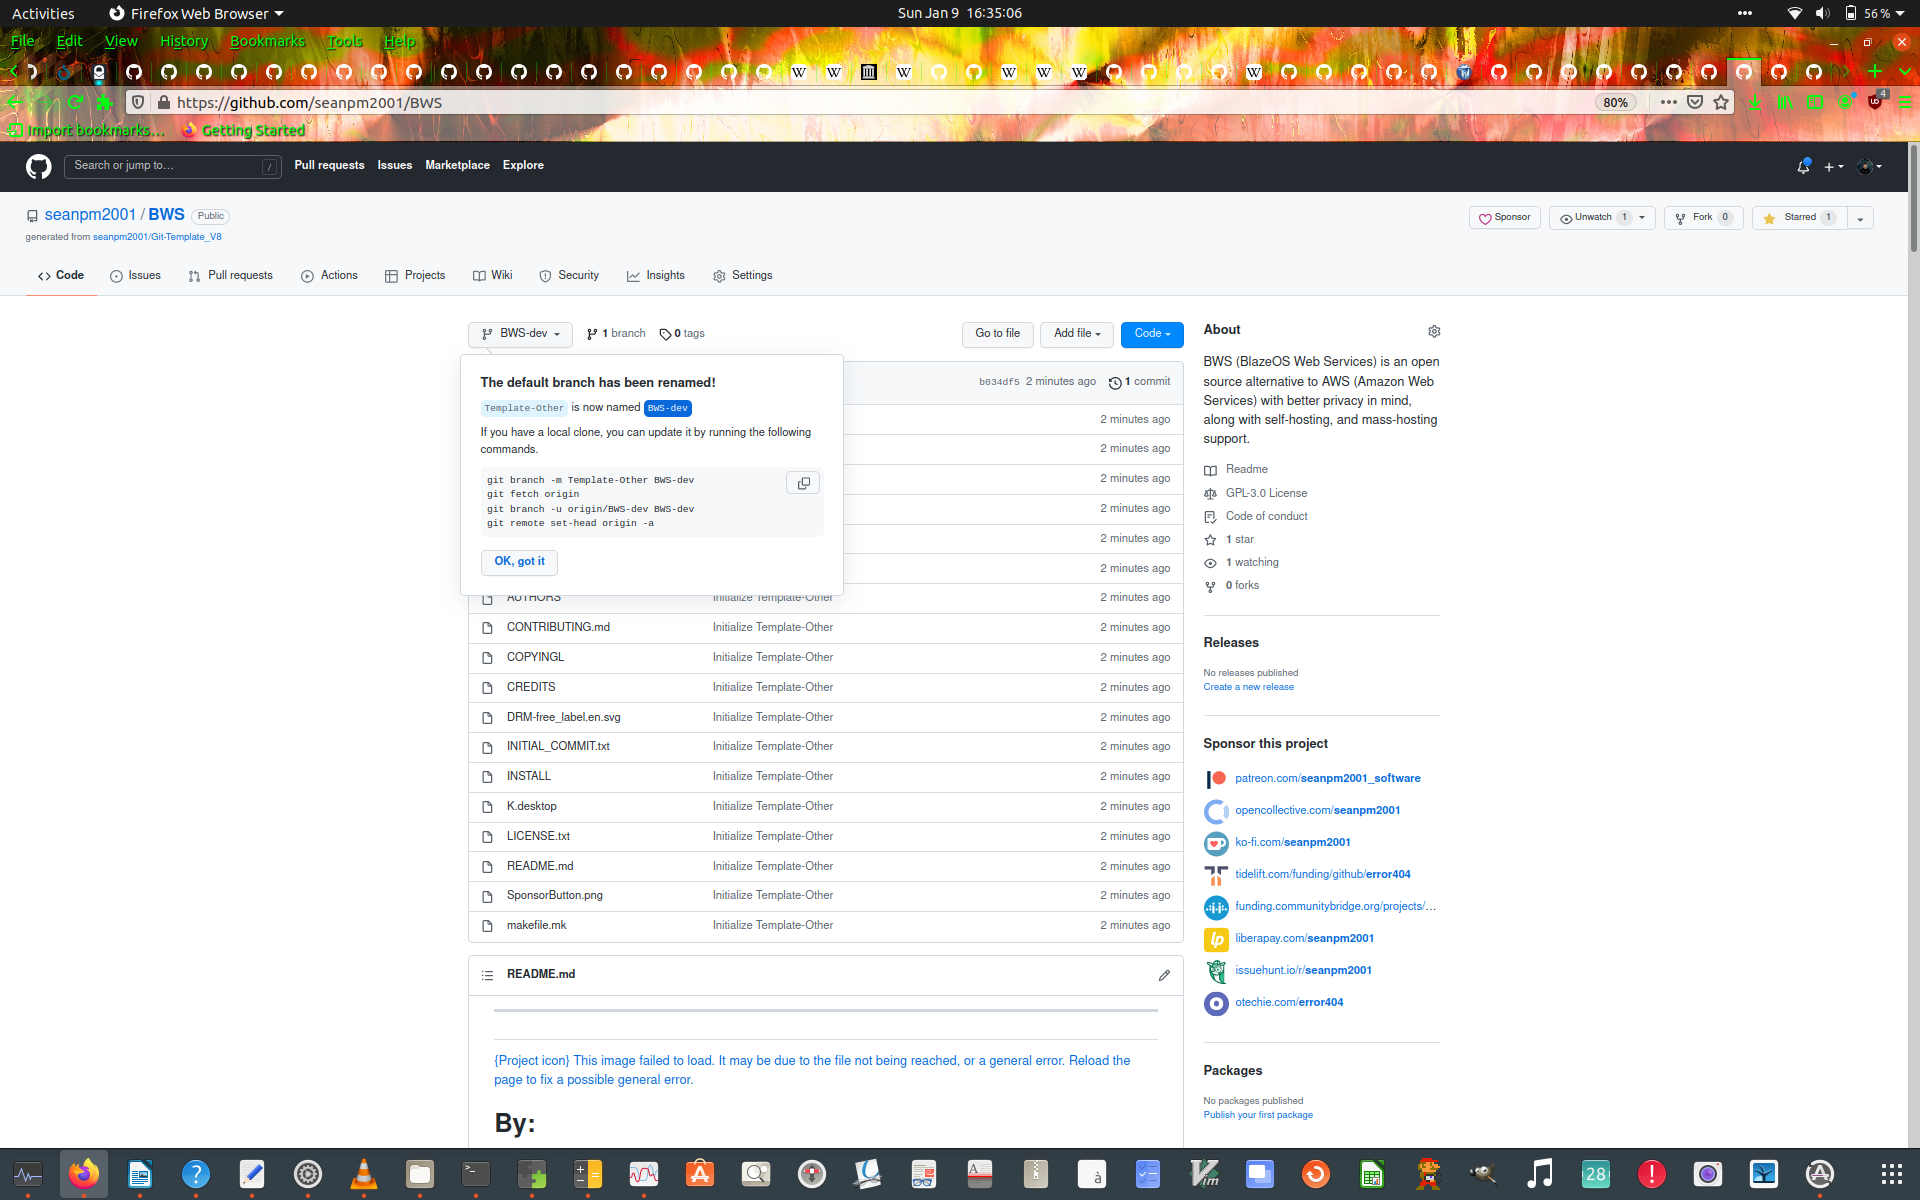 Activities
Firefox Web Browser
Sun Jan 9 16:35:06
56 %
File Edit View History Bookmarks Tools Help
https://github.com/seanpm2001/BWS
80%
4
Import bookmarks...
Getting Started
Search or jump to...
/
Pull requests Issues Marketplace Explore
seanpm2001 / BWS Public
generated from seanpm2001/Git-Template_V8
Sponsor
Unwatch 1
Fork 0
Starred 1
Code
Issues
Pull requests
Actions
Projects
Wiki
Security
Insights
Settings
BWS-dev
1 branch
0 tags
Go to file
Add file
Code
The default branch has been renamed!
Template-Other is now named BWS-dev
If you have a local clone, you can update it by running the following
commands.
git branch -m Template-Other BWS-dev
git fetch origin
git branch -u origin/BWS-dev BWS-dev
git remote set-head origin -a
OK, got it
b034df5 2 minutes ago
1 commit
2 minutes ago
2 minutes ago
2 minutes ago
2 minutes ago
2 minutes ago
2 minutes ago
AUTHORS Initialize Template-Other 2 minutes ago
CONTRIBUTING.md Initialize Template-Other 2 minutes ago
COPYINGL Initialize Template-Other 2 minutes ago
CREDITS Initialize Template-Other 2 minutes ago
DRM-free_label.en.svg Initialize Template-Other 2 minutes ago
INITIAL_COMMIT.txt Initialize Template-Other 2 minutes ago
INSTALL Initialize Template-Other 2 minutes ago
K.desktop Initialize Template-Other 2 minutes ago
LICENSE.txt Initialize Template-Other 2 minutes ago
README.md Initialize Template-Other 2 minutes ago
SponsorButton.png Initialize Template-Other 2 minutes ago
makefile.mk Initialize Template-Other 2 minutes ago
README.md
{Project icon} This image failed to load. It may be due to the file not being reached, or a general error. Reload the
page to fix a possible general error.
By:
About
BWS (BlazeOS Web Services) is an open
source alternative to AWS (Amazon Web
Services) with better privacy in mind,
along with self-hosting, and mass-hosting
support.
Readme
GPL-3.0 License
Code of conduct
1 star
1 watching
0 forks
Releases
No releases published
Create a new release
Sponsor this project
patreon.com/seanpm2001_software
opencollective.com/seanpm2001
ko-fi.com/seanpm2001
tidelift.com/funding/github/error404
funding.communitybridge.org/projects/...
liberapay.com/seanpm2001
issuehunt.io/r/seanpm2001
otechie.com/error404
Packages
No packages published
Publish your first package
28